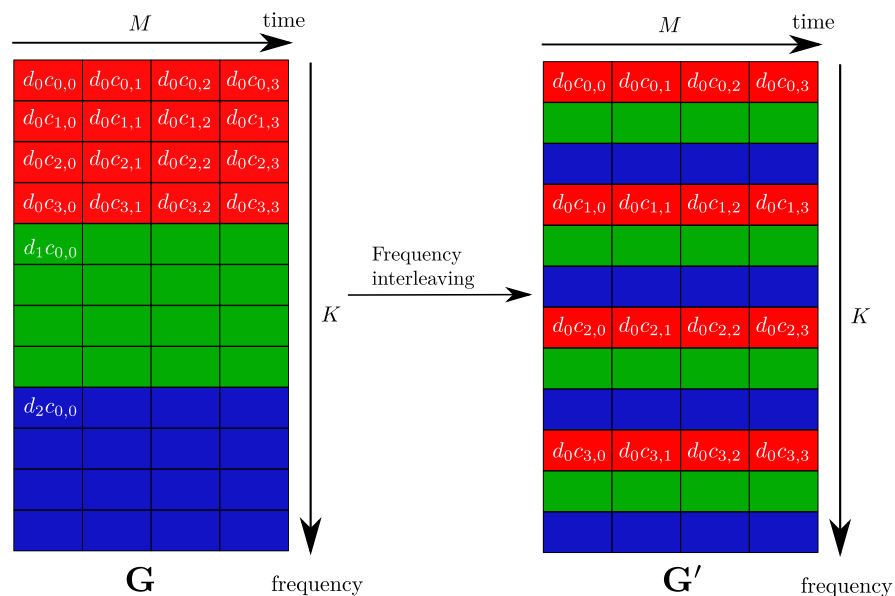 M time
d₀c₀,₀ d₀c₀,₁ d₀c₀,₂ d₀c₀,₃
d₀c₁,₀ d₀c₁,₁ d₀c₁,₂ d₀c₁,₃
d₀c₂,₀ d₀c₂,₁ d₀c₂,₂ d₀c₂,₃
d₀c₃,₀ d₀c₃,₁ d₀c₃,₂ d₀c₃,₃
d₁c₀,₀
d₂c₀,₀
K
G
frequency
Frequency
interleaving
M time
d₀c₀,₀ d₀c₀,₁ d₀c₀,₂ d₀c₀,₃
d₀c₁,₀ d₀c₁,₁ d₀c₁,₂ d₀c₁,₃
d₀c₂,₀ d₀c₂,₁ d₀c₂,₂ d₀c₂,₃
d₀c₃,₀ d₀c₃,₁ d₀c₃,₂ d₀c₃,₃
K
G′
frequency